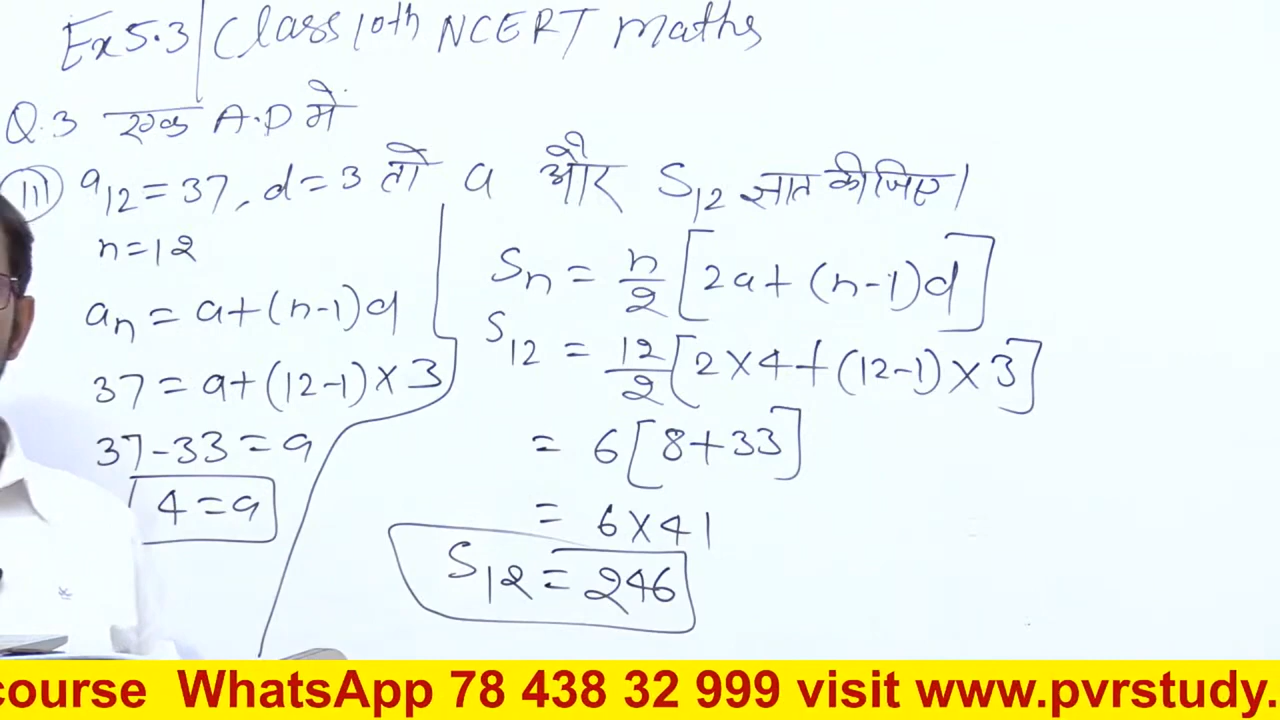 Ex 5.3 | Class 10th NCERT Maths
Q.3 एक A.P में
(III) a₁₂ = 37, d = 3 तो a और S₁₂ ज्ञात कीजिए।
n = 12
aₙ = a + (n-1)d
37 = a + (12-1) × 3
37 - 33 = a
4 = a
Sₙ = n/2 [2a + (n-1)d]
S₁₂ = 12/2 [2 × 4 + (12-1) × 3]
= 6 [8 + 33]
= 6 × 41
S₁₂ = 246
course WhatsApp 78 438 32 999 visit www.pvrstudy.